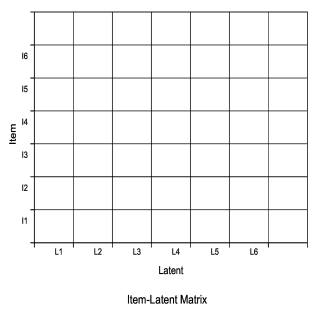 I6
I5
I4
Item
I3
I2
I1
L1 L2 L3 L4 L5 L6
Latent
Item-Latent Matrix